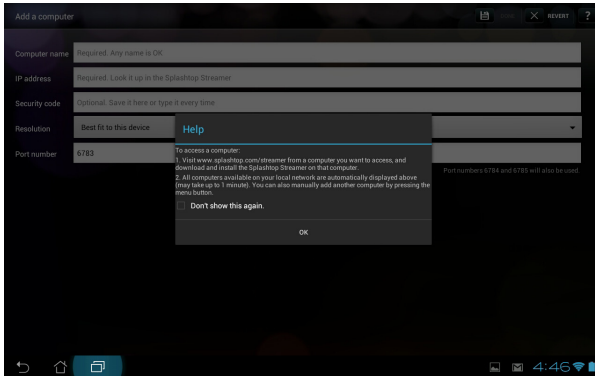 Add a computer
REVERT
?
Computer name
Required. Any name is OK.
IP address
Required. Look it up in the Splashtop Streamer
Security code
Optional. Save it here or type it every time
Resolution
Best fit to this device
Port number
6783
Port numbers 6784 and 6785 will also be used.
Help
To access a computer:
1. Visit www.splashtop.com/streamer from a computer you want to access, and
download and install the Splashtop Streamer on that computer.
2. All computers available on your local network are automatically displayed above
(may take up to 1 minute). You can also manually add another computer by pressing the
menu button.
Don't show this again.
OK
4:46